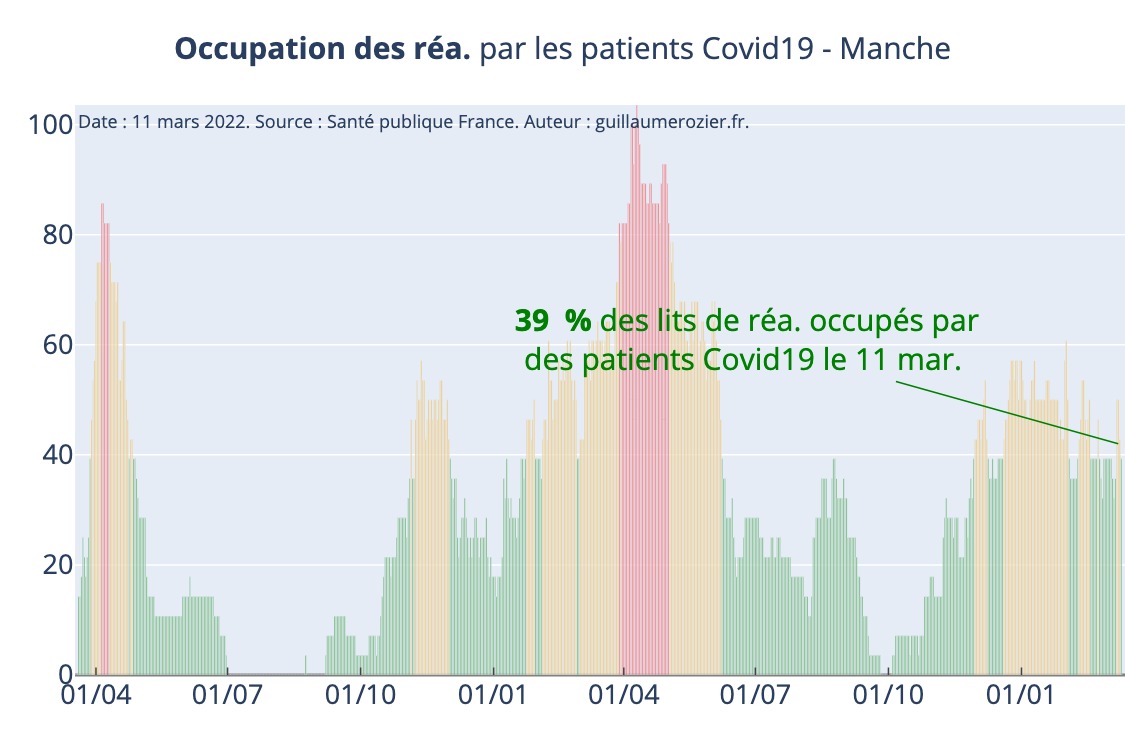 Occupation des réa. par les patients Covid19 - Manche
Date : 11 mars 2022. Source : Santé publique France. Auteur : guillaumerozier.fr.
100
80
60
40
20
0
39 % des lits de réa. occupés par
des patients Covid19 le 11 mar.
01/04 01/07 01/10 01/01 01/04 01/07 01/10 01/01